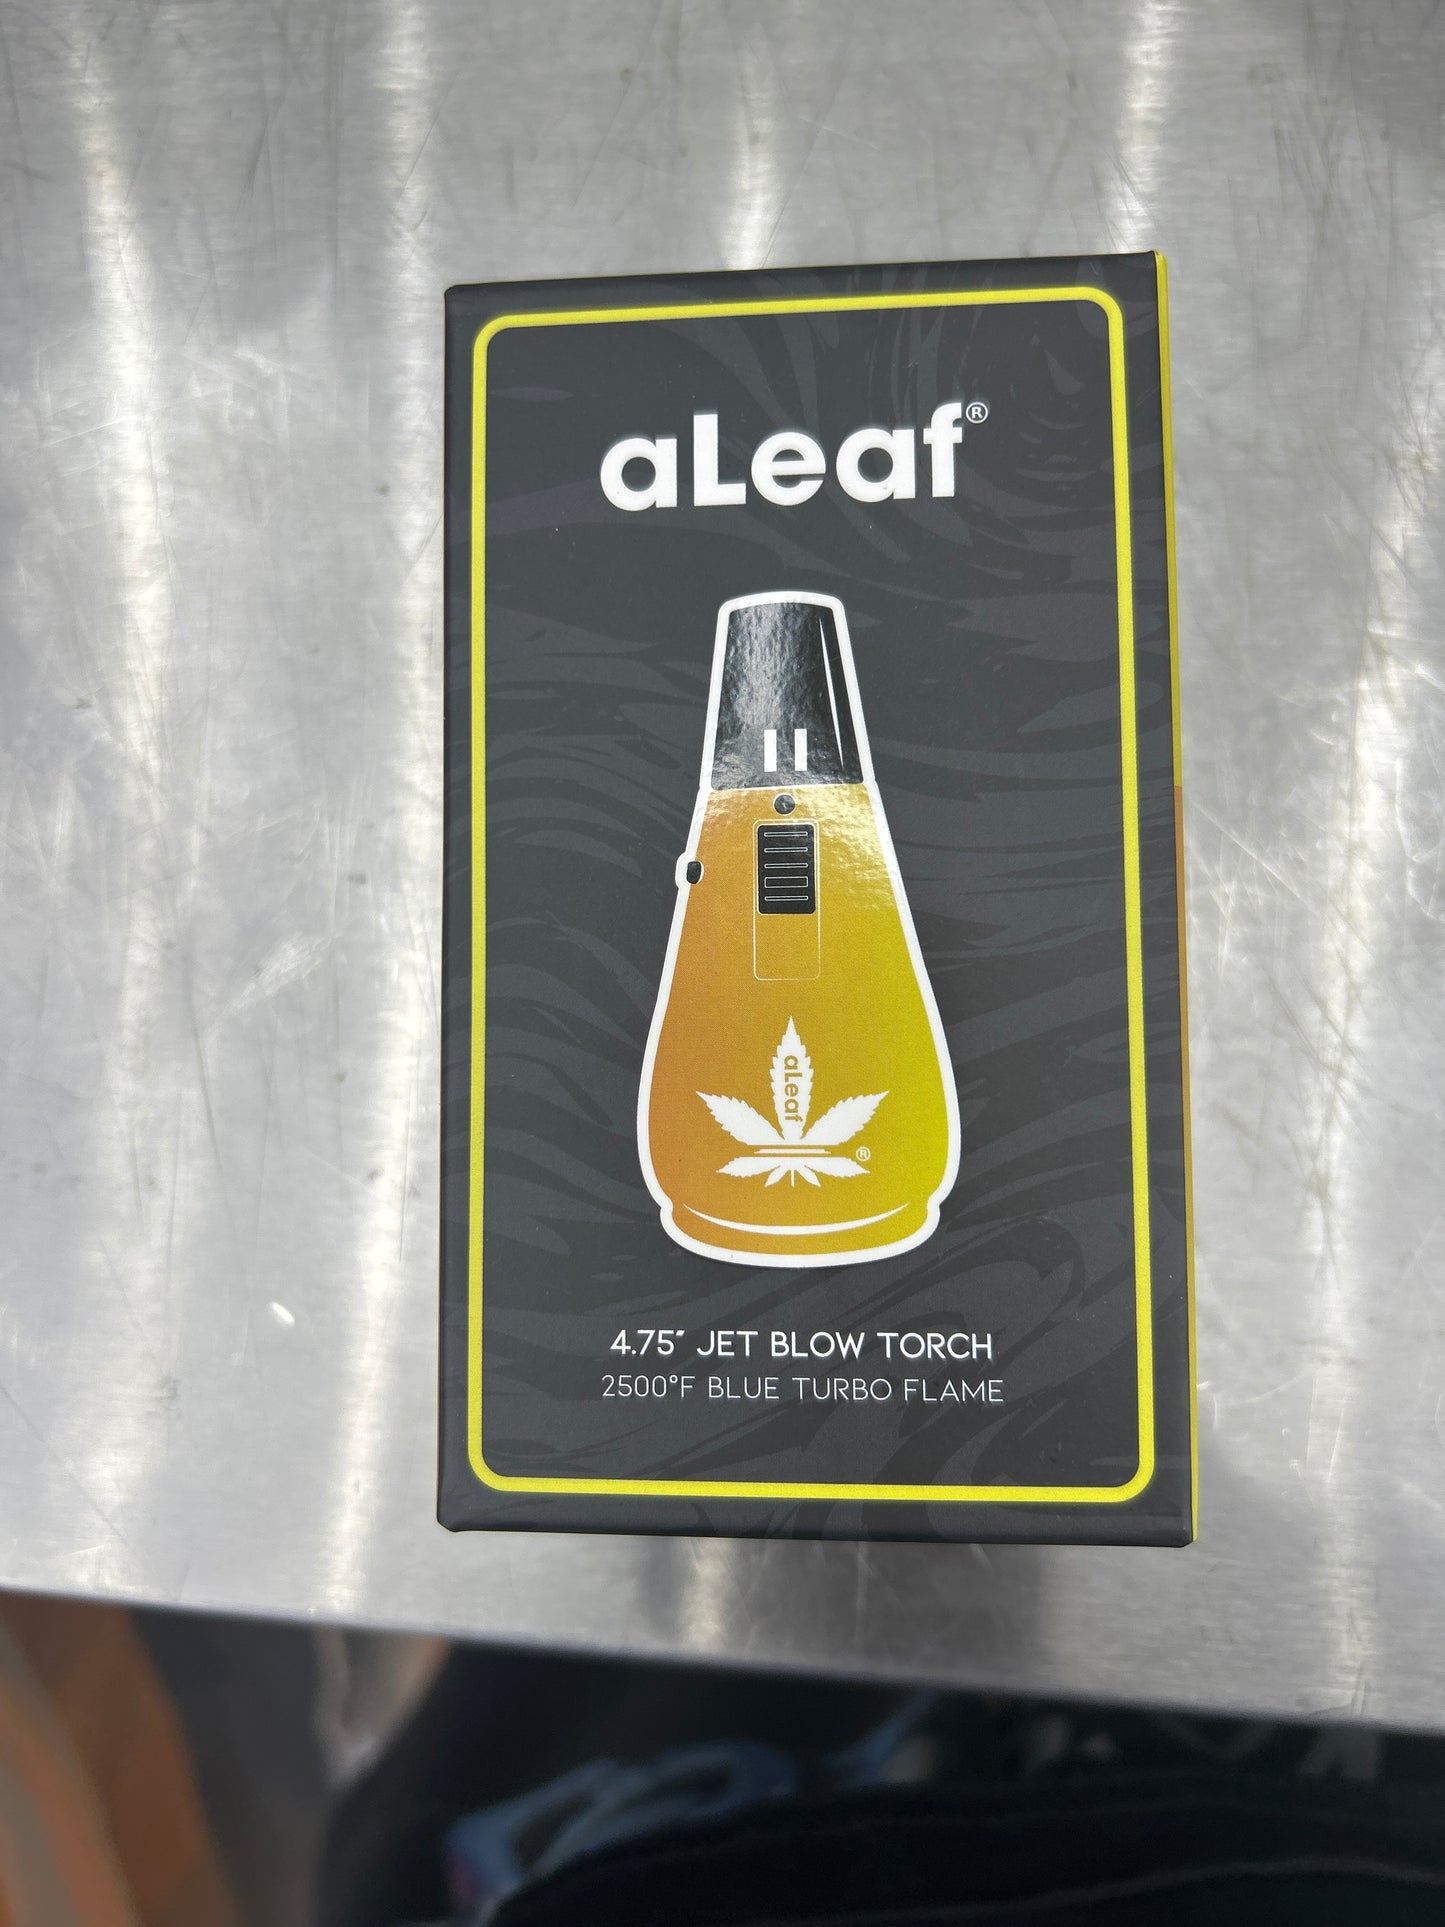 aLeaf®
aLeaf
®
4.75" JET BLOW TORCH
2500°F BLUE TURBO FLAME